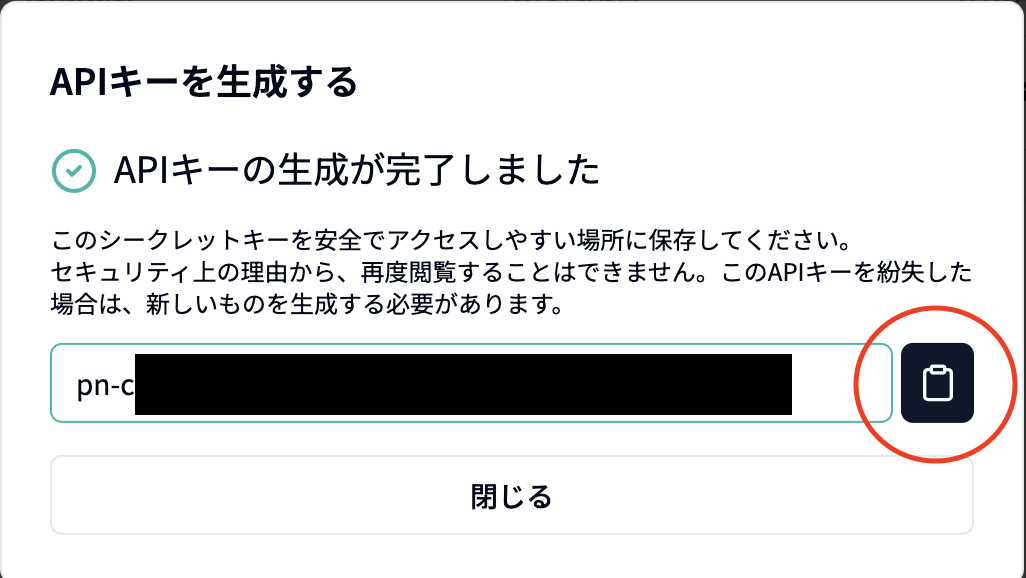 APIキーを生成する
APIキーの生成が完了しました
このシークレットキーを安全でアクセスしやすい場所に保存してください。
セキュリティ上の理由から、再度閲覧することはできません。このAPIキーを紛失した
場合は、新しいものを生成する必要があります。
pn-c
閉じる